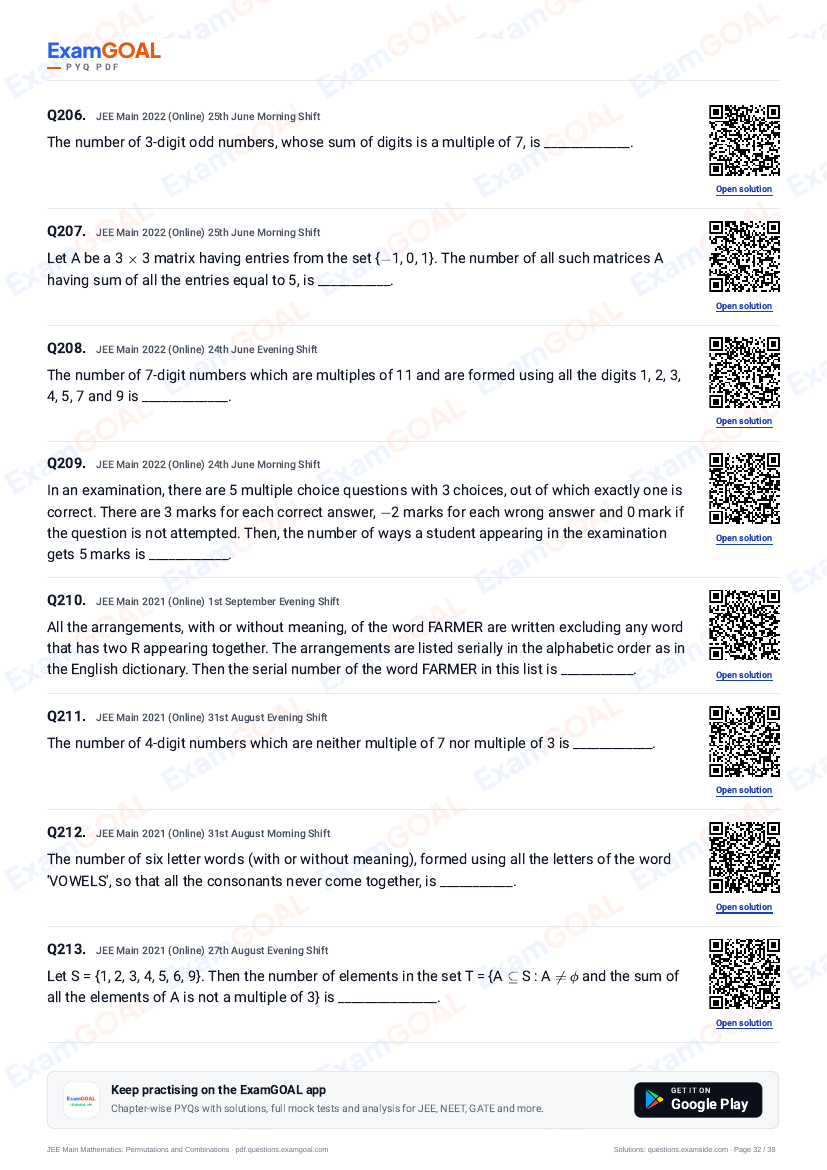 ExamGOAL
PYQ PDF
Q206. JEE Main 2022 (Online) 25th June Morning Shift
The number of 3-digit odd numbers, whose sum of digits is a multiple of 7, is _____________.
Open solution
Q207. JEE Main 2022 (Online) 25th June Morning Shift
Let A be a 3 × 3 matrix having entries from the set {−1, 0, 1}. The number of all such matrices A
having sum of all the entries equal to 5, is ___________.
Open solution
Q208. JEE Main 2022 (Online) 24th June Evening Shift
The number of 7-digit numbers which are multiples of 11 and are formed using all the digits 1, 2, 3,
4, 5, 7 and 9 is _____________.
Open solution
Q209. JEE Main 2022 (Online) 24th June Morning Shift
In an examination, there are 5 multiple choice questions with 3 choices, out of which exactly one is
correct. There are 3 marks for each correct answer, −2 marks for each wrong answer and 0 mark if
the question is not attempted. Then, the number of ways a student appearing in the examination
gets 5 marks is ____________.
Open solution
Q210. JEE Main 2021 (Online) 1st September Evening Shift
All the arrangements, with or without meaning, of the word FARMER are written excluding any word
that has two R appearing together. The arrangements are listed serially in the alphabetic order as in
the English dictionary. Then the serial number of the word FARMER in this list is ___________.
Open solution
Q211. JEE Main 2021 (Online) 31st August Evening Shift
The number of 4-digit numbers which are neither multiple of 7 nor multiple of 3 is ____________.
Open solution
Q212. JEE Main 2021 (Online) 31st August Morning Shift
The number of six letter words (with or without meaning), formed using all the letters of the word
'VOWELS', so that all the consonants never come together, is ___________.
Open solution
Q213. JEE Main 2021 (Online) 27th August Evening Shift
Let S = {1, 2, 3, 4, 5, 6, 9}. Then the number of elements in the set T = {A ⊆ S : A ≠ ϕ and the sum of
all the elements of A is not a multiple of 3} is _______________.
Open solution
ExamGOAL
Keep practising on the ExamGOAL app
Chapter-wise PYQs with solutions, full mock tests and analysis for JEE, NEET, GATE and more.
GET IT ON
Google Play
JEE Main Mathematics: Permutations and Combinations · pdf.questions.examgoal.com
Solutions: questions.examside.com · Page 32 / 38